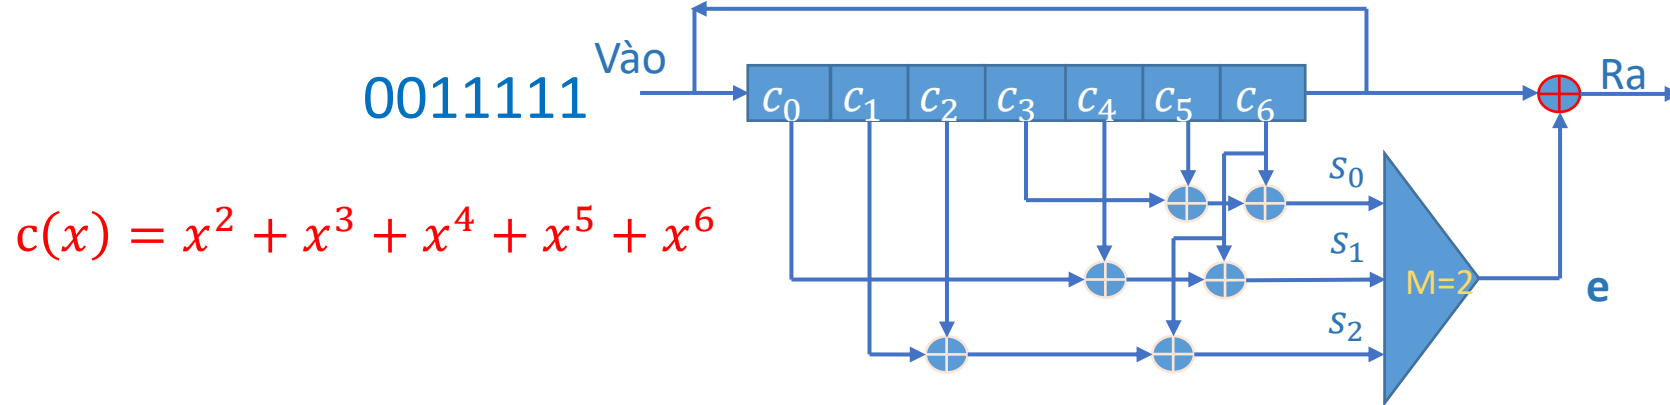 Vào
0011111
c₀ c₁ c₂ c₃ c₄ c₅ c₆
Ra
s₀
c(x) = x² + x³ + x⁴ + x⁵ + x⁶
s₁
M=2
e
s₂